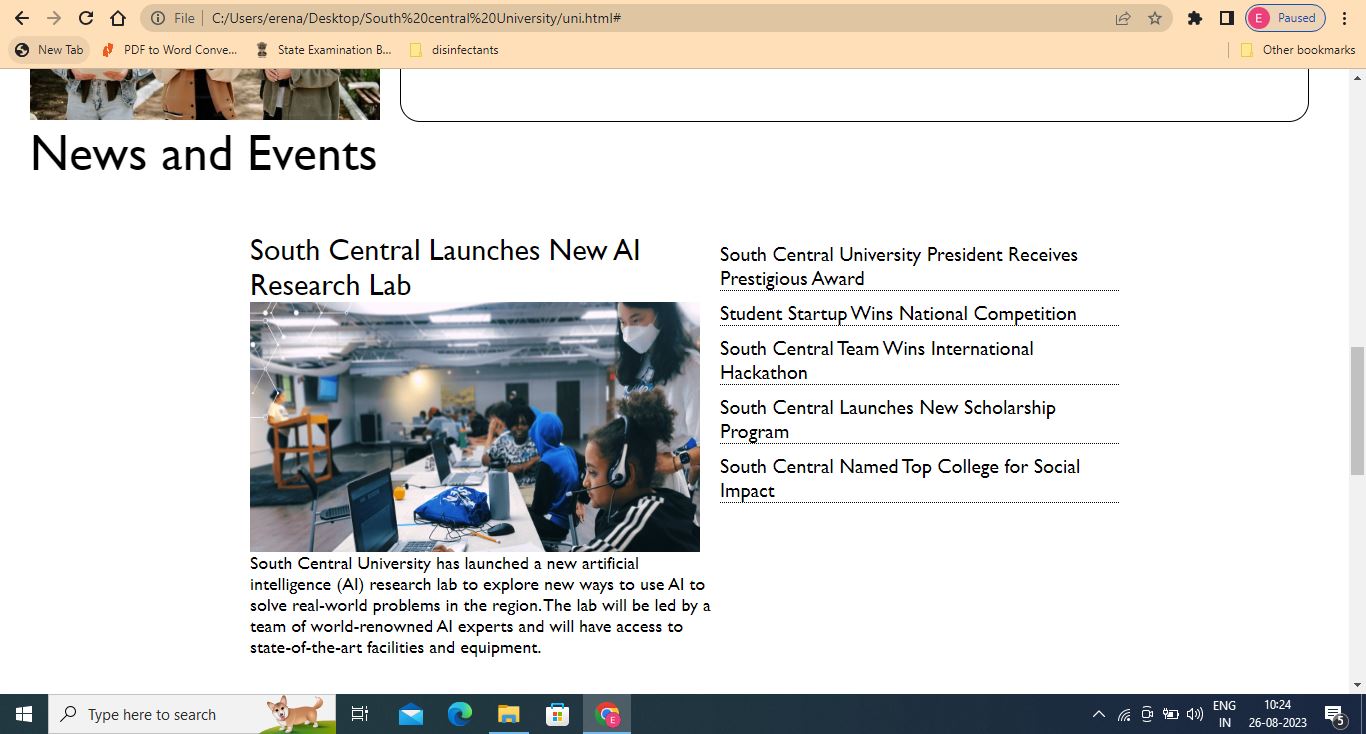 File
C:/Users/erena/Desktop/South%20central%20University/uni.html#
E Paused
New Tab
PDF to Word Conve...
State Examination B...
disinfectants
Other bookmarks
News and Events
South Central Launches New AI
Research Lab
South Central University has launched a new artificial
intelligence (AI) research lab to explore new ways to use AI to
solve real-world problems in the region. The lab will be led by a
team of world-renowned AI experts and will have access to
state-of-the-art facilities and equipment.
South Central University President Receives
Prestigious Award
Student Startup Wins National Competition
South Central Team Wins International
Hackathon
South Central Launches New Scholarship
Program
South Central Named Top College for Social
Impact
Type here to search
E
ENG
IN
10:24
26-08-2023
5